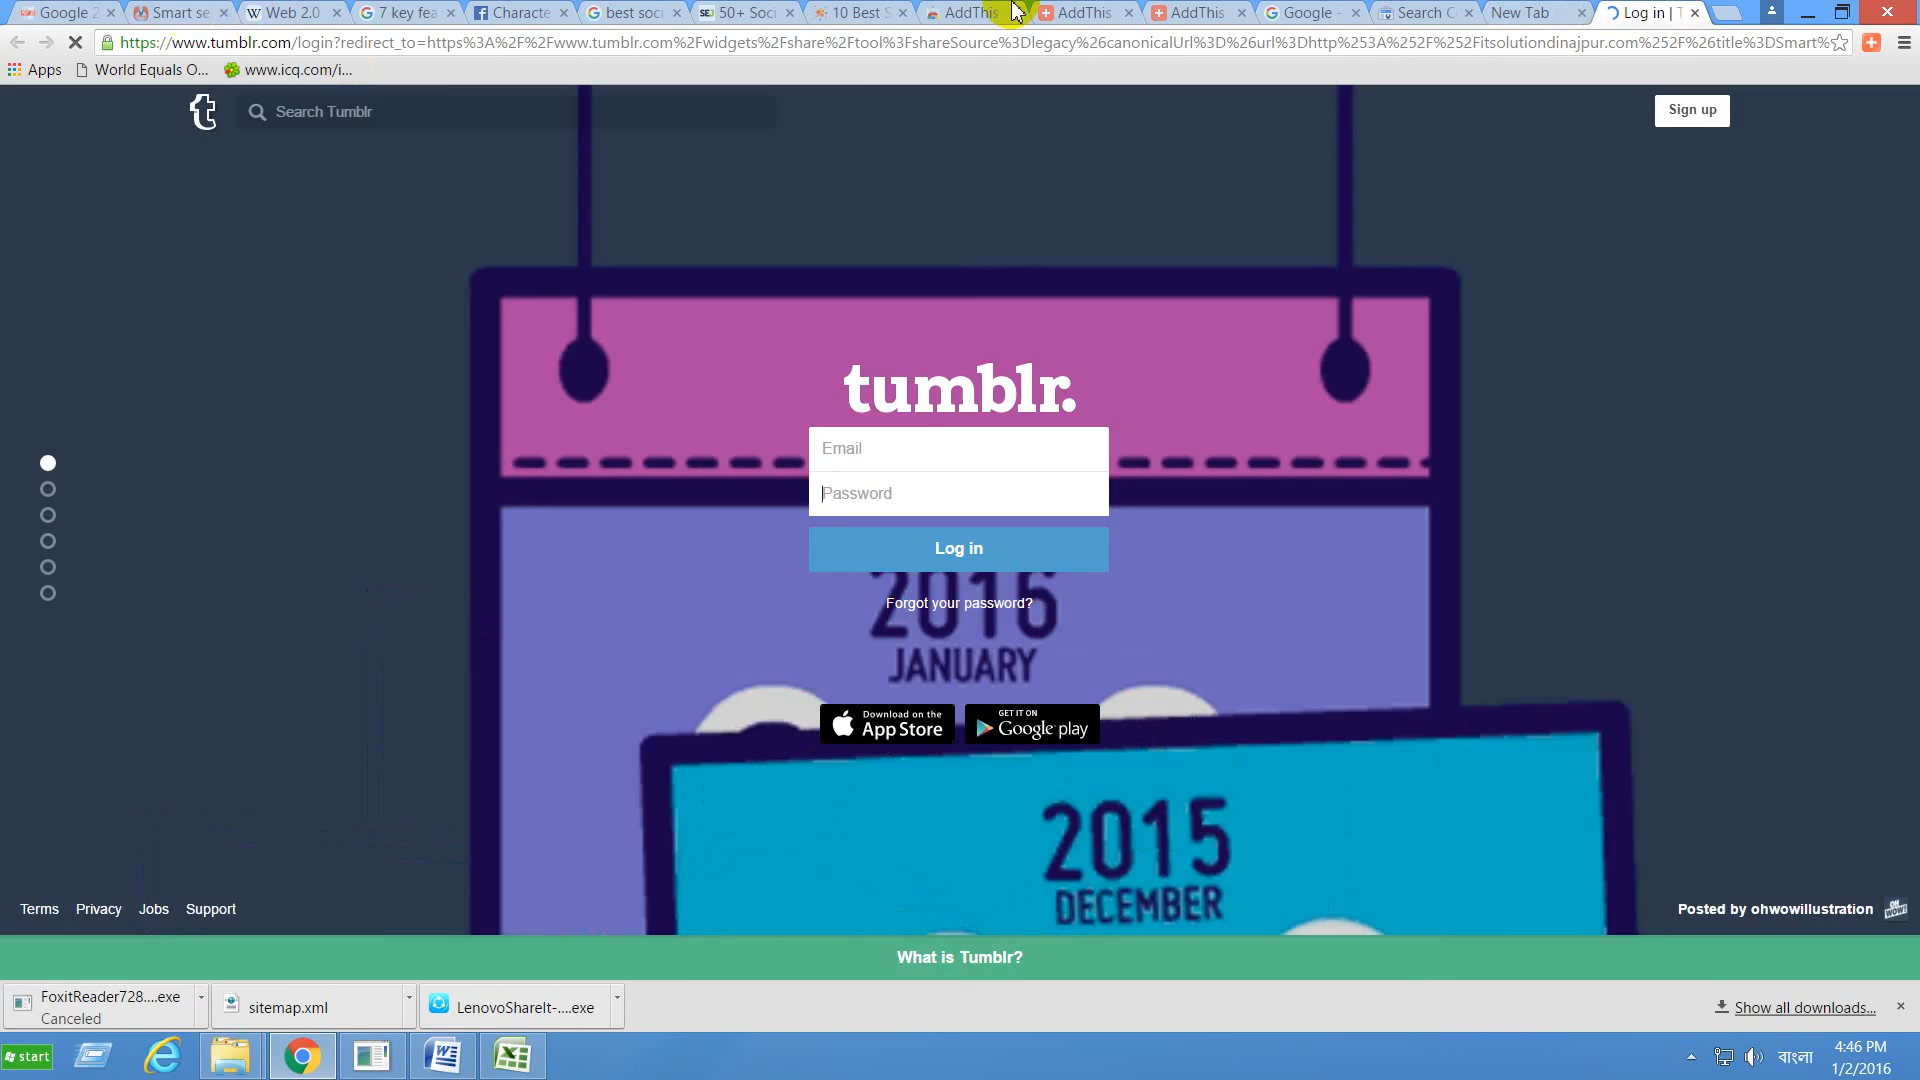 Google 2
Smart se
Web 2.0
7 key fea
Characte
best soci
50+ Soci
10 Best S
AddThis
AddThis
AddThis
Google -
Search C
New Tab
Log in | T
https://www.tumblr.com/login?redirect_to=https%3A%2F%2Fwww.tumblr.com%2Fwidgets%2Fshare%2Ftool%3FshareSource%3Dlegacy%26canonicalUrl%3D%26url%3Dhttp%253A%252F%252Fitsolutiondinajpur.com%252F%26title%3DSmart%
Apps
World Equals O...
www.icq.com/i...
t
Search Tumblr
Sign up
tumblr.
Email
Password
Log in
2016
Forgot your password?
JANUARY
Download on the
App Store
GET IT ON
Google play
2015
DECEMBER
Terms
Privacy
Jobs
Support
Posted by ohwowillustration
OH
WOW!
What is Tumblr?
FoxitReader728....exe
Canceled
sitemap.xml
LenovoShareIt-....exe
Show all downloads...
start
বাংলা
4:46 PM
1/2/2016